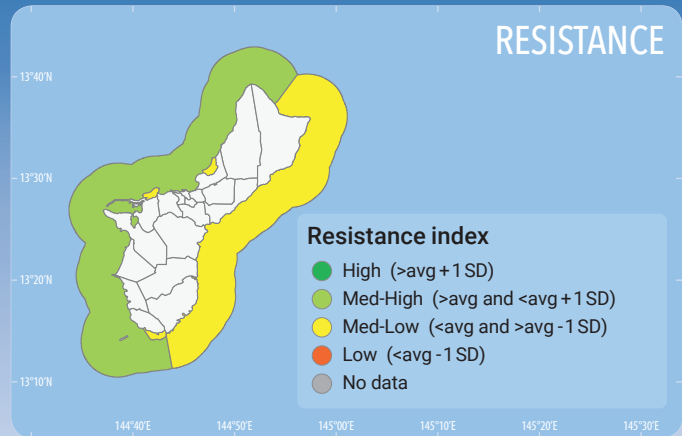 RESISTANCE
13°40'N
13°30'N
13°20'N
13°10'N
Resistance index
High (>avg + 1 SD)
Med-High (>avg and <avg + 1 SD)
Med-Low (<avg and >avg - 1 SD)
Low (<avg - 1 SD)
No data
144°40'E 144°50'E 145°00'E 145°10'E 145°20'E 145°30'E